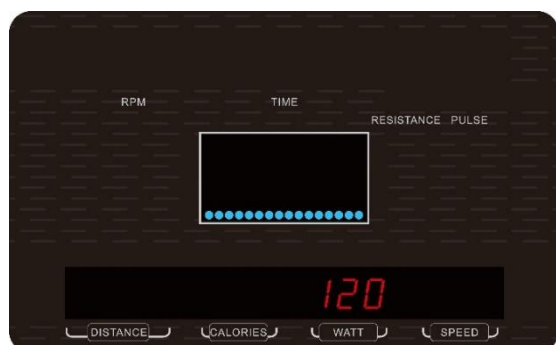 RPM TIME
RESISTANCE PULSE
120
DISTANCE CALORIES WATT SPEED